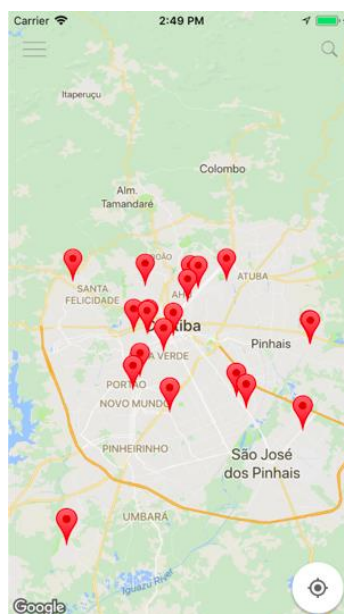 Carrier 2:49 PM
Itaperuçu
Colombo
Alm.
Tamandaré
ATUBA
SANTA
FELICIDADE
Pinhais
PORTÃO
NOVO MUNDO
PINHEIRINHO
São José
dos Pinhais
UMBARÁ
Iguazu River
Google